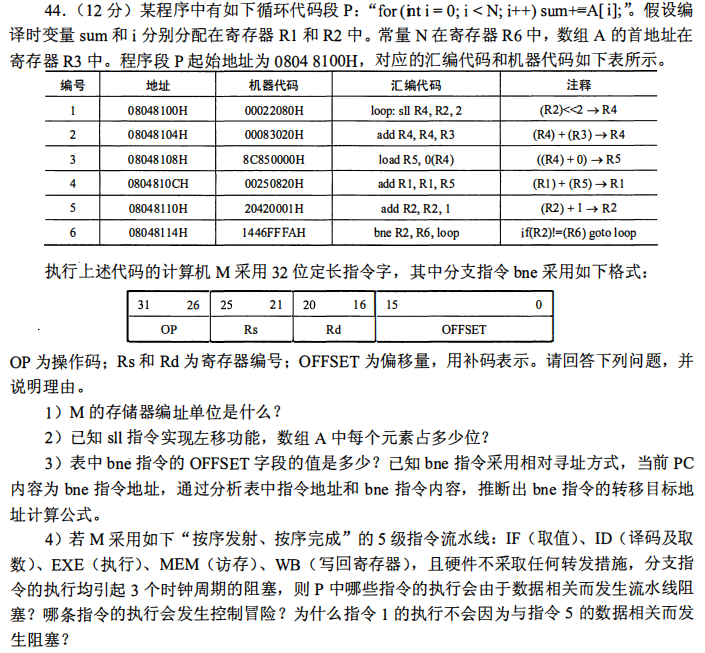 44.（12 分）某程序中有如下循环代码段 P：“for (int i = 0; i < N; i++) sum+=A[ i];”。假设编
译时变量 sum 和 i 分别分配在寄存器 R1 和 R2 中。常量 N 在寄存器 R6 中，数组 A 的首地址在
寄存器 R3 中。程序段 P 起始地址为 0804 8100H，对应的汇编代码和机器代码如下表所示。
编号 地址 机器代码 汇编代码 注释
1 08048100H 00022080H loop: sll R4, R2, 2 (R2)<<2 → R4
2 08048104H 00083020H add R4, R4, R3 (R4) + (R3) → R4
3 08048108H 8C850000H load R5, 0(R4) ((R4) + 0) → R5
4 0804810CH 00250820H add R1, R1, R5 (R1) + (R5) → R1
5 08048110H 20420001H add R2, R2, 1 (R2) + 1 → R2
6 08048114H 1446FFFAH bne R2, R6, loop if(R2)!=(R6) goto loop
执行上述代码的计算机 M 采用 32 位定长指令字，其中分支指令 bne 采用如下格式：
31 26 25 21 20 16 15 0
OP Rs Rd OFFSET
OP 为操作码；Rs 和 Rd 为寄存器编号；OFFSET 为偏移量，用补码表示。请回答下列问题，并
说明理由。
1）M 的存储器编址单位是什么？
2）已知 sll 指令实现左移功能，数组 A 中每个元素占多少位？
3）表中 bne 指令的 OFFSET 字段的值是多少？已知 bne 指令采用相对寻址方式，当前 PC
内容为 bne 指令地址，通过分析表中指令地址和 bne 指令内容，推断出 bne 指令的转移目标地
址计算公式。
4）若 M 采用如下“按序发射、按序完成”的 5 级指令流水线：IF（取值）、ID（译码及取
数）、EXE（执行）、MEM（访存）、WB（写回寄存器），且硬件不采取任何转发措施，分支指
令的执行均引起 3 个时钟周期的阻塞，则 P 中哪些指令的执行会由于数据相关而发生流水线阻
塞？哪条指令的执行会发生控制冒险？为什么指令 1 的执行不会因为与指令 5 的数据相关而发
生阻塞？